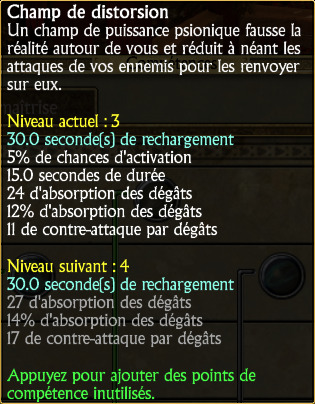 Champ de distorsion
Un champ de puissance psionique fausse la
réalité autour de vous et réduit à néant les
attaques de vos ennemis pour les renvoyer
sur eux.
Niveau actuel : 3
30.0 seconde(s) de rechargement
5% de chances d'activation
15.0 secondes de durée
24 d'absorption des dégâts
12% d'absorption des dégâts
11 de contre-attaque par dégâts
Niveau suivant : 4
30.0 seconde(s) de rechargement
27 d'absorption des dégâts
14% d'absorption des dégâts
17 de contre-attaque par dégâts
Appuyez pour ajouter des points de
compétence inutilisés.